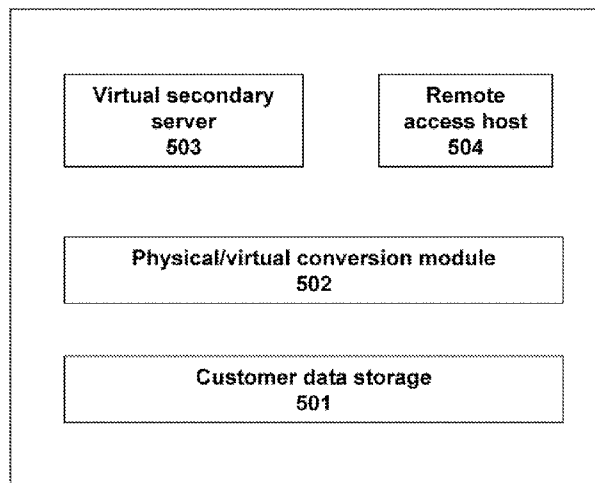 Virtual secondary
server
503
Remote
access host
504
Physical/virtual conversion module
502
Customer data storage
501